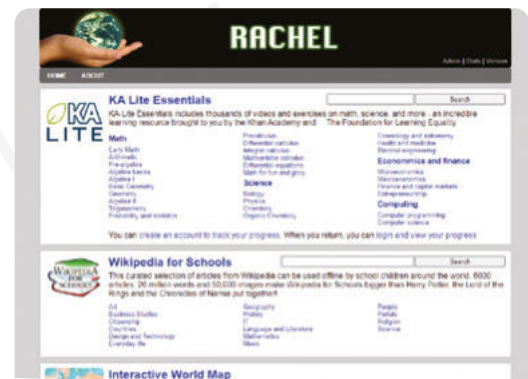 RACHEL
Admin | Stats | Version
HOME ABOUT
KA Lite Essentials
Search
KA LITE
KA Lite Essentials includes thousands of videos and exercises on math, science, and more - an incredible
learning resource brought to you by the Khan Academy and The Foundation for Learning Equality.
Math
Early Math
Arithmetic
Pre-algebra
Algebra basics
Algebra I
Basic Geometry
Geometry
Algebra II
Trigonometry
Probability and statistics
Precalculus
Differential calculus
Integral calculus
Multivariable calculus
Differential equations
Math for fun and glory
Science
Biology
Physics
Chemistry
Organic Chemistry
Cosmology and astronomy
Health and medicine
Electrical engineering
Economics and finance
Microeconomics
Macroeconomics
Finance and capital markets
Entrepreneurship
Computing
Computer programming
Computer science
You can create an account to track your progress. When you return, you can login and view your progress
Wikipedia for Schools
Search
WIKIPEDIA
FOR
SCHOOLS
This curated selection of articles from Wikipedia can be used offline by school children around the world. 6000
articles, 26 million words and 50,000 images make Wikipedia for Schools bigger than Harry Potter, the Lord of the
Rings and the Chronicles of Narnia put together!
Art
Business Studies
Citizenship
Countries
Design and Technology
Everyday life
Geography
History
IT
Language and Literature
Mathematics
Music
People
Portals
Religion
Science
Interactive World Map